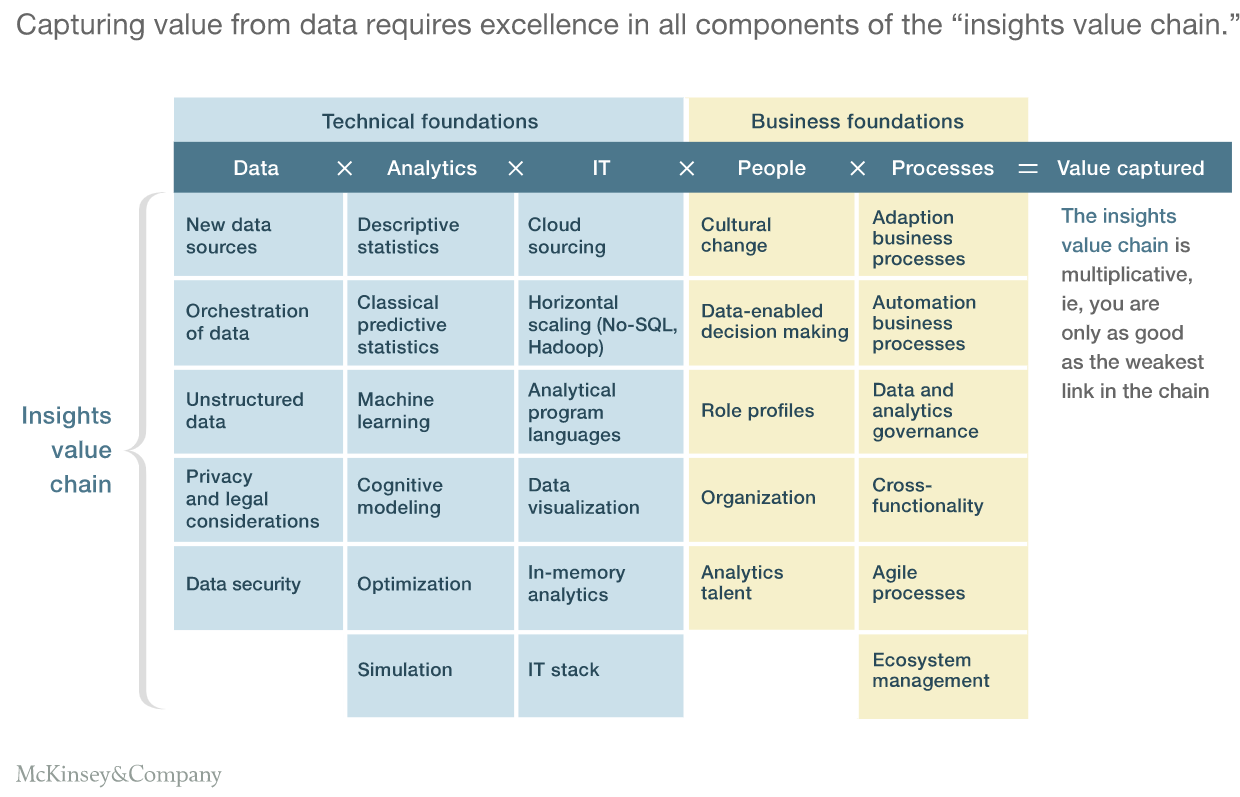 Capturing value from data requires excellence in all components of the “insights value chain.”
Technical foundations
Business foundations
Data × Analytics × IT × People × Processes = Value captured
Insights
value
chain
New data
sources
Orchestration
of data
Unstructured
data
Privacy
and legal
considerations
Data security
Descriptive
statistics
Classical
predictive
statistics
Machine
learning
Cognitive
modeling
Optimization
Simulation
Cloud
sourcing
Horizontal
scaling (No-SQL,
Hadoop)
Analytical
program
languages
Data
visualization
In-memory
analytics
IT stack
Cultural
change
Data-enabled
decision making
Role profiles
Organization
Analytics
talent
Adaption
business
processes
Automation
business
processes
Data and
analytics
governance
Cross-
functionality
Agile
processes
Ecosystem
management
The insights
value chain is
multiplicative,
ie, you are
only as good
as the weakest
link in the chain
McKinsey&Company